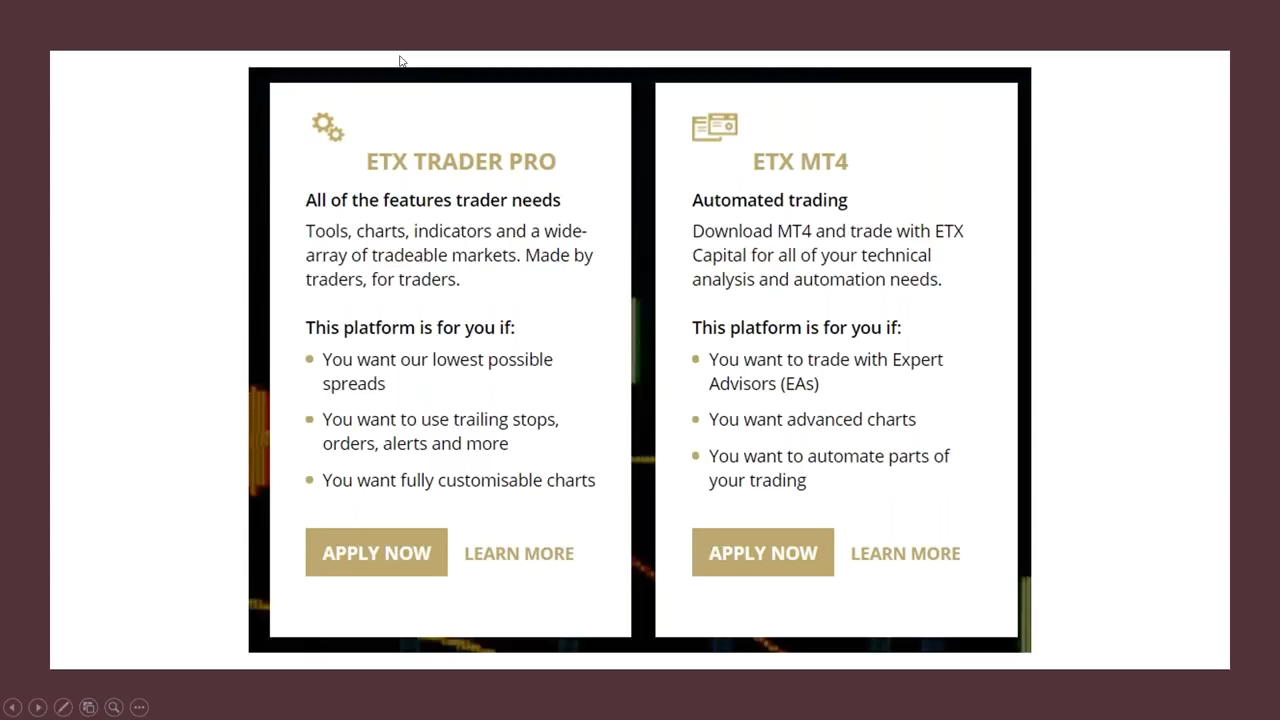 ETX TRADER PRO
All of the features trader needs
Tools, charts, indicators and a wide-
array of tradeable markets. Made by
traders, for traders.
This platform is for you if:
You want our lowest possible
spreads
You want to use trailing stops,
orders, alerts and more
You want fully customisable charts
APPLY NOW LEARN MORE
ETX MT4
Automated trading
Download MT4 and trade with ETX
Capital for all of your technical
analysis and automation needs.
This platform is for you if:
You want to trade with Expert
Advisors (EAs)
You want advanced charts
You want to automate parts of
your trading
APPLY NOW LEARN MORE